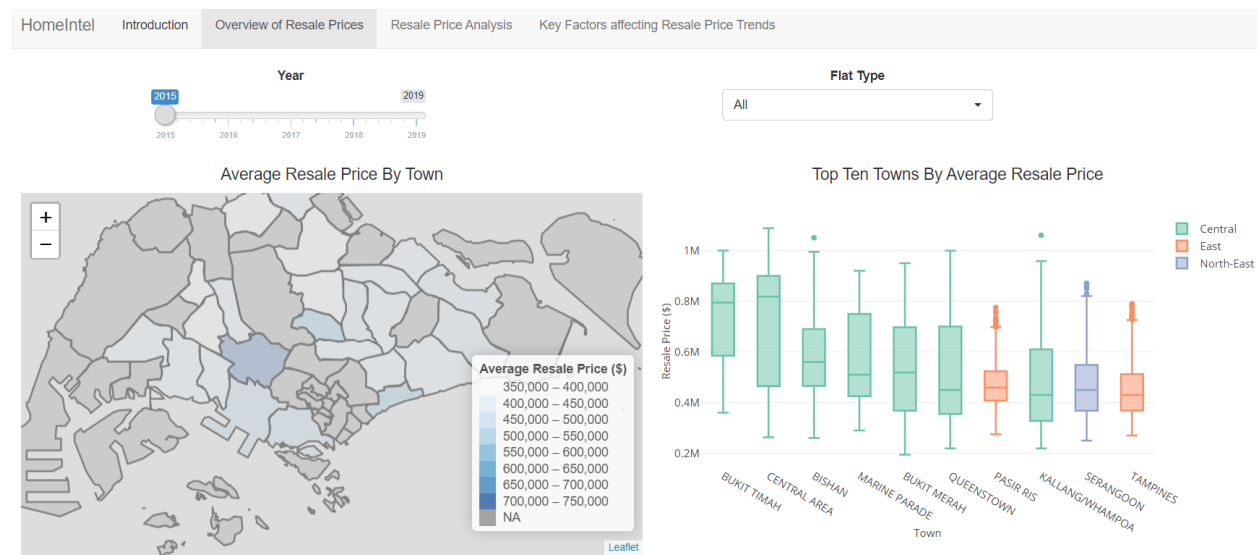 HomeIntel Introduction Overview of Resale Prices Resale Price Analysis Key Factors affecting Resale Price Trends
Year
2015 2019
2015 2016 2017 2018 2019
Flat Type
All
Average Resale Price By Town
+
−
Average Resale Price ($)
350,000 – 400,000
400,000 – 450,000
450,000 – 500,000
500,000 – 550,000
550,000 – 600,000
600,000 – 650,000
650,000 – 700,000
700,000 – 750,000
NA
Leaflet
Top Ten Towns By Average Resale Price
Central
East
North-East
Resale Price ($)
1M
0.8M
0.6M
0.4M
0.2M
BUKIT TIMAH
CENTRAL AREA
BISHAN
MARINE PARADE
BUKIT MERAH
QUEENSTOWN
PASIR RIS
KALLANG/WHAMPOA
SERANGOON
TAMPINES
Town